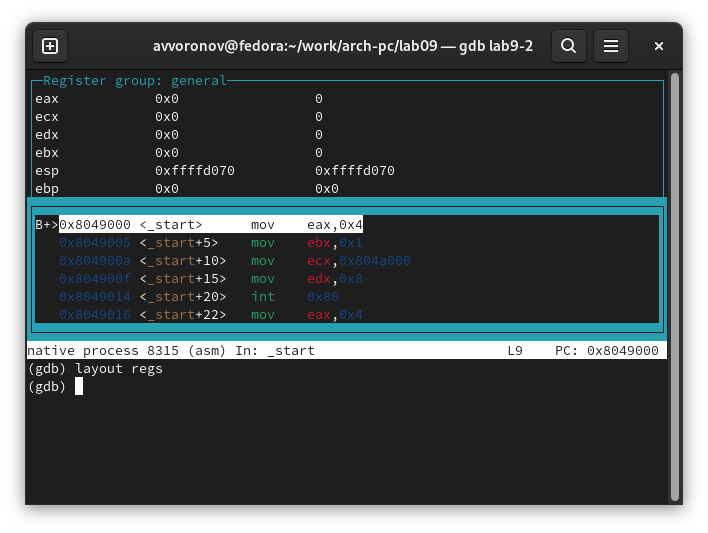 avvoronov@fedora:~/work/arch-pc/lab09 — gdb lab9-2
Register group: general
eax 0x0 0
ecx 0x0 0
edx 0x0 0
ebx 0x0 0
esp 0xffffd070 0xffffd070
ebp 0x0 0x0
B+>0x8049000 <_start> mov eax,0x4
0x8049005 <_start+5> mov ebx,0x1
0x804900a <_start+10> mov ecx,0x804a000
0x804900f <_start+15> mov edx,0x8
0x8049014 <_start+20> int 0x80
0x8049016 <_start+22> mov eax,0x4
native process 8315 (asm) In: _start L9 PC: 0x8049000
(gdb) layout regs
(gdb)